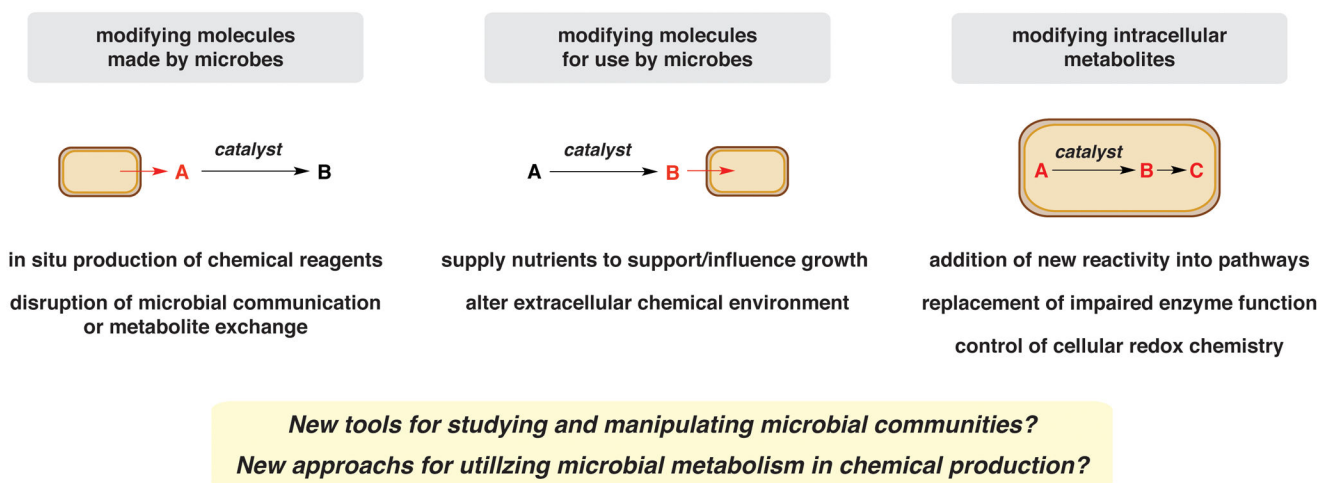 modifying molecules
made by microbes
catalyst
A
B
in situ production of chemical reagents
disruption of microbial communication
or metabolite exchange
modifying molecules
for use by microbes
catalyst
A
B
supply nutrients to support/influence growth
alter extracellular chemical environment
modifying intracellular
metabolites
catalyst
A
B
C
addition of new reactivity into pathways
replacement of impaired enzyme function
control of cellular redox chemistry
New tools for studying and manipulating microbial communities?
New approachs for utillzing microbial metabolism in chemical production?